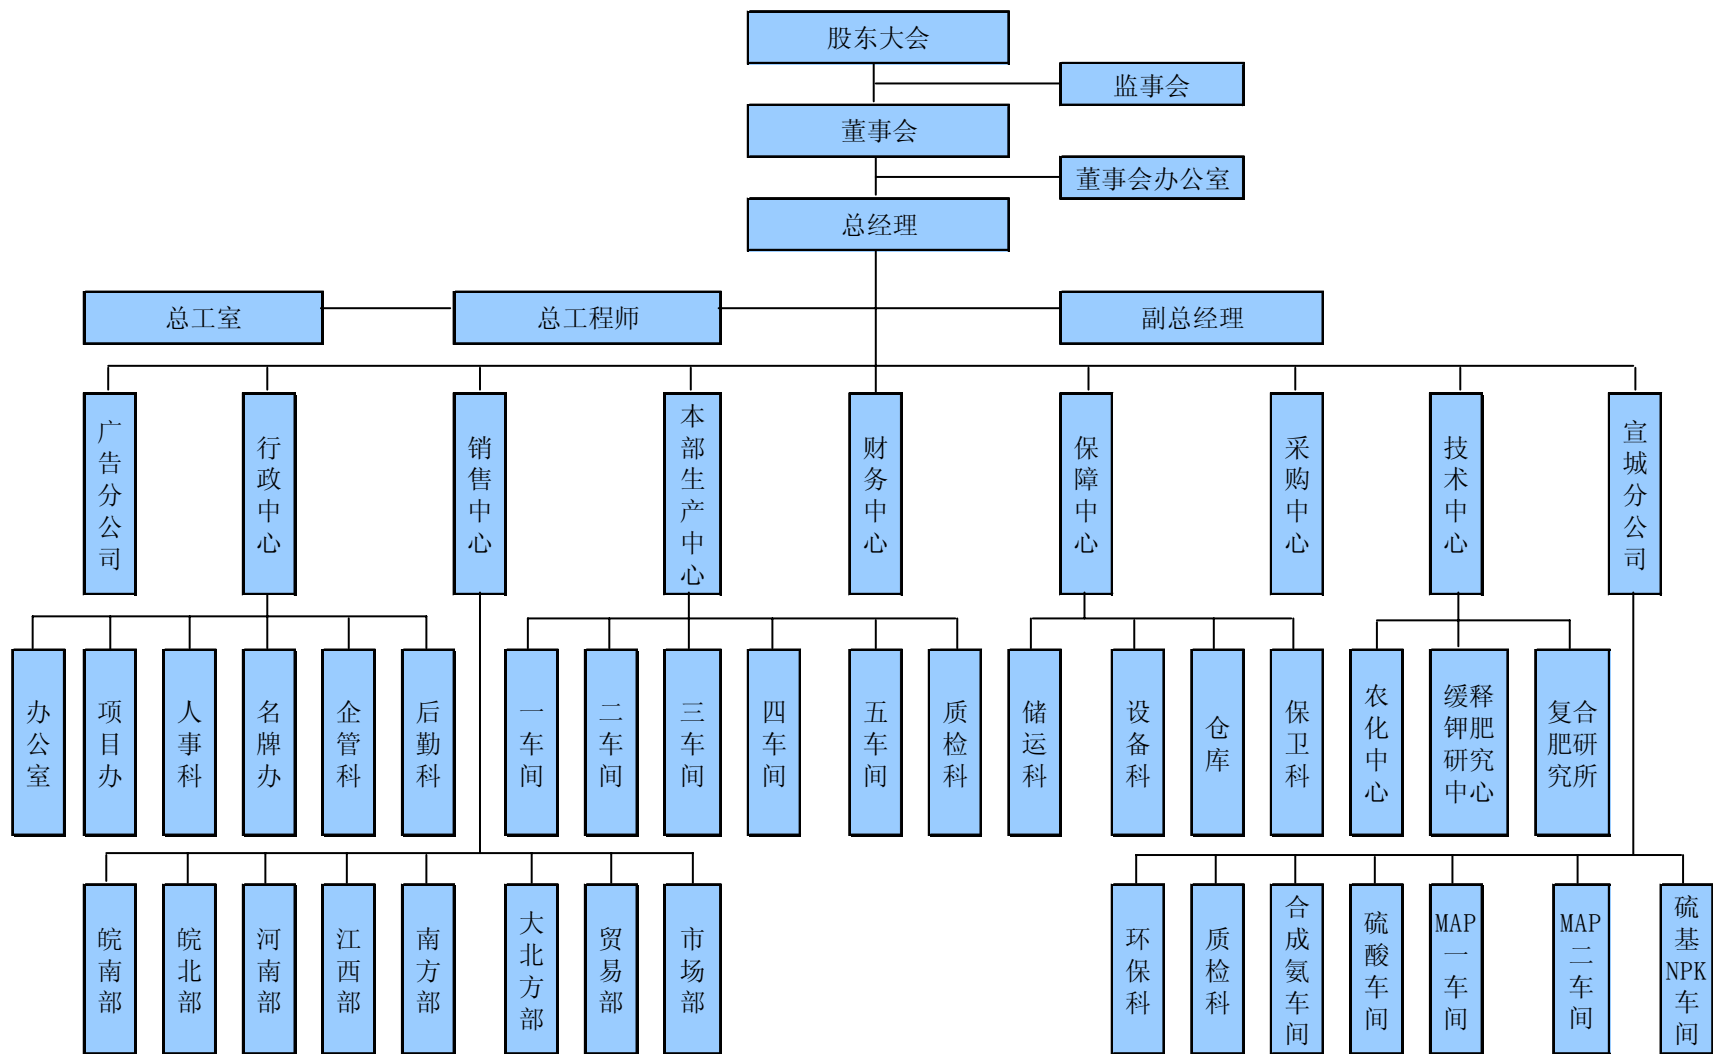 股东大会
监事会
董事会
董事会办公室
总经理
总工室
总工程师
副总经理
广告分公司
行政中心
销售中心
本部生产中心
财务中心
保障中心
采购中心
技术中心
宣城分公司
办公室
项目办
人事科
名牌办
企管科
后勤科
一车间
二车间
三车间
四车间
五车间
质检科
储运科
设备科
仓库
保卫科
农化中心
缓释
钾肥
研究
中心
复合
肥研
究所
皖南部
皖北部
河南部
江西部
南方部
大北方部
贸易部
市场部
环保科
质检科
合成氨车间
硫酸车间
MAP一车间
MAP二车间
硫基NPK车间